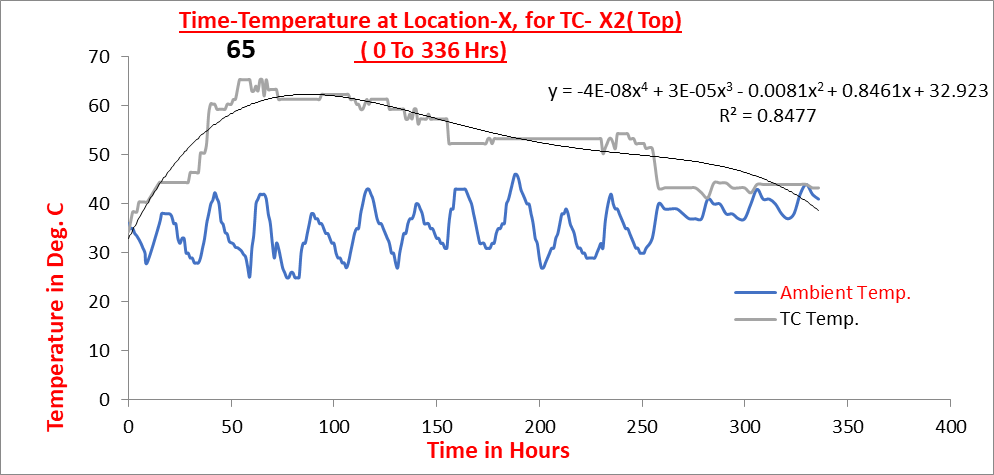 Time-Temperature at Location-X, for TC- X2( Top)
( 0 To 336 Hrs)
65
y = -4E-08x⁴ + 3E-05x³ - 0.0081x² + 0.8461x + 32.923
R² = 0.8477
Temperature in Deg. C
70
60
50
40
30
20
10
0
Ambient Temp.
TC Temp.
0 50 100 150 200 250 300 350 400
Time in Hours